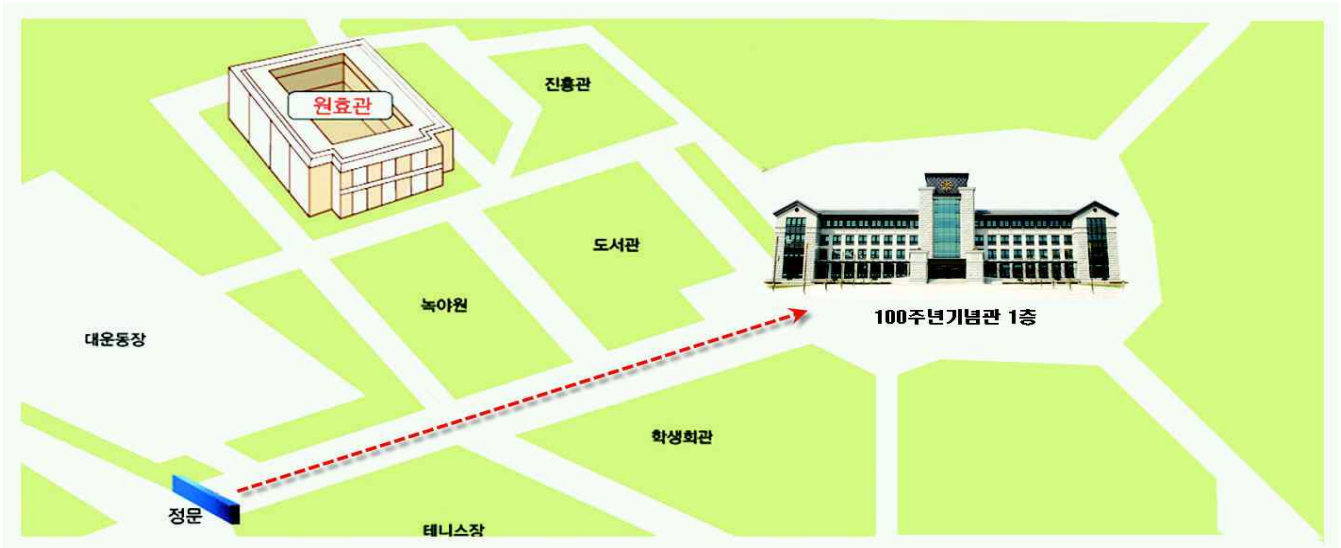 진흥관
원효관
도서관
녹야원
100주년기념관 1층
대운동장
학생회관
정문
테니스장